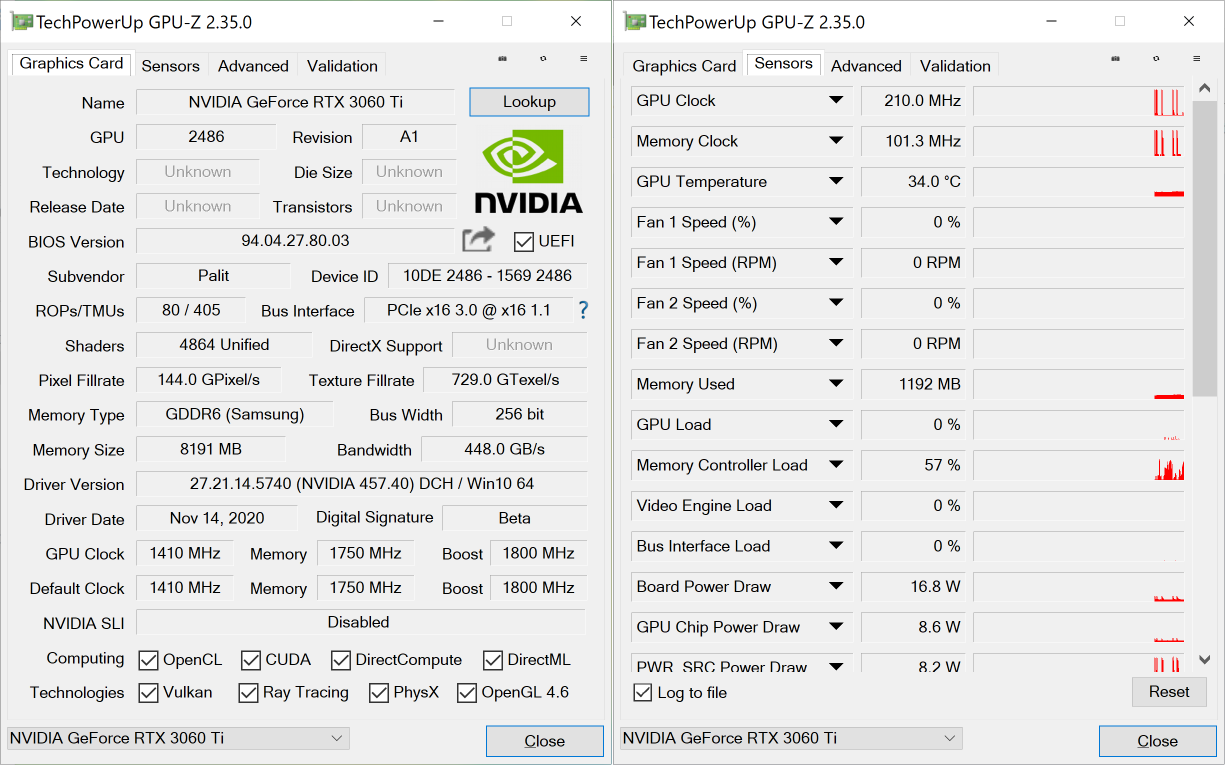 TechPowerUp GPU-Z 2.35.0
Graphics Card Sensors Advanced Validation
Name NVIDIA GeForce RTX 3060 Ti Lookup
GPU 2486 Revision A1
Technology Unknown Die Size Unknown
Release Date Unknown Transistors Unknown
NVIDIA
BIOS Version 94.04.27.80.03 UEFI
Subvendor Palit Device ID 10DE 2486 - 1569 2486
ROPs/TMUs 80 / 405 Bus Interface PCIe x16 3.0 @ x16 1.1 ?
Shaders 4864 Unified DirectX Support Unknown
Pixel Fillrate 144.0 GPixel/s Texture Fillrate 729.0 GTexel/s
Memory Type GDDR6 (Samsung) Bus Width 256 bit
Memory Size 8191 MB Bandwidth 448.0 GB/s
Driver Version 27.21.14.5740 (NVIDIA 457.40) DCH / Win10 64
Driver Date Nov 14, 2020 Digital Signature Beta
GPU Clock 1410 MHz Memory 1750 MHz Boost 1800 MHz
Default Clock 1410 MHz Memory 1750 MHz Boost 1800 MHz
NVIDIA SLI Disabled
Computing OpenCL CUDA DirectCompute DirectML
Technologies Vulkan Ray Tracing PhysX OpenGL 4.6
NVIDIA GeForce RTX 3060 Ti Close
TechPowerUp GPU-Z 2.35.0
Graphics Card Sensors Advanced Validation
GPU Clock 210.0 MHz
Memory Clock 101.3 MHz
GPU Temperature 34.0 °C
Fan 1 Speed (%) 0 %
Fan 1 Speed (RPM) 0 RPM
Fan 2 Speed (%) 0 %
Fan 2 Speed (RPM) 0 RPM
Memory Used 1192 MB
GPU Load 0 %
Memory Controller Load 57 %
Video Engine Load 0 %
Bus Interface Load 0 %
Board Power Draw 16.8 W
GPU Chip Power Draw 8.6 W
PWR_SRC Power Draw 8.2 W
Log to file Reset
NVIDIA GeForce RTX 3060 Ti Close